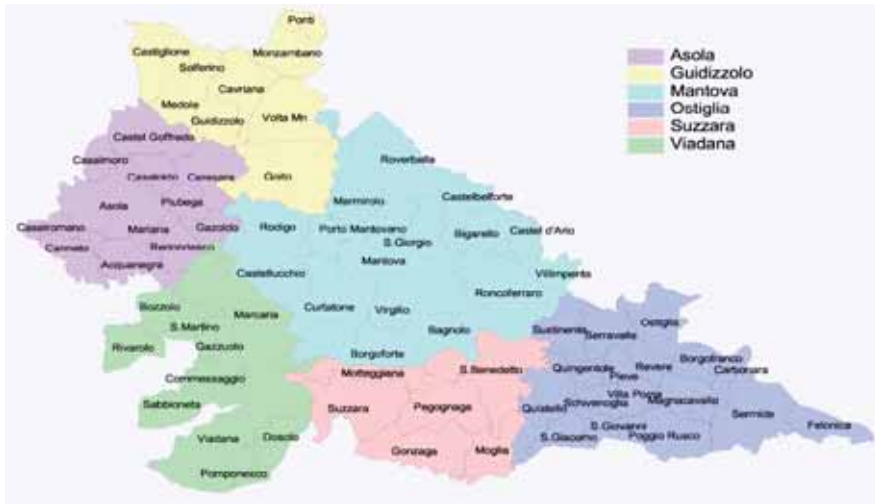 Ponti
Castiglione
Monzambano
Solferino
Cavriana
Medole
Guidizzolo
Volta Mn
Goito
Castel Goffredo
Casalmoro
Casaloldo
Ceresara
Asola
Piubega
Casalromano
Mariana
Gazoldo
Canneto
Redondesco
Acquanegra
Roverbella
Marmirolo
Castelbelforte
Rodigo
Porto Mantovano
S.Giorgio
Bigarello
Castel d'Ario
Mantova
Castellucchio
Villimpenta
Roncoferraro
Curtatone
Virgilio
Bagnolo
Borgoforte
Bozzolo
Marcaria
S.Martino
Rivarolo
Gazzuolo
Commessaggio
Sabbioneta
Viadana
Dosolo
Pomponesco
Motteggiana
S.Benedetto
Suzzara
Pegognaga
Gonzaga
Moglia
Sustinente
Serravalle
Ostiglia
Quingentole
Revere
Borgofranco
Carbonara
Pieve
Villa Poma
Quistello
Schivenoglia
Magnacavallo
Sermide
Felonica
S.Giovanni
S.Giacomo
Poggio Rusco
Asola
Guidizzolo
Mantova
Ostiglia
Suzzara
Viadana